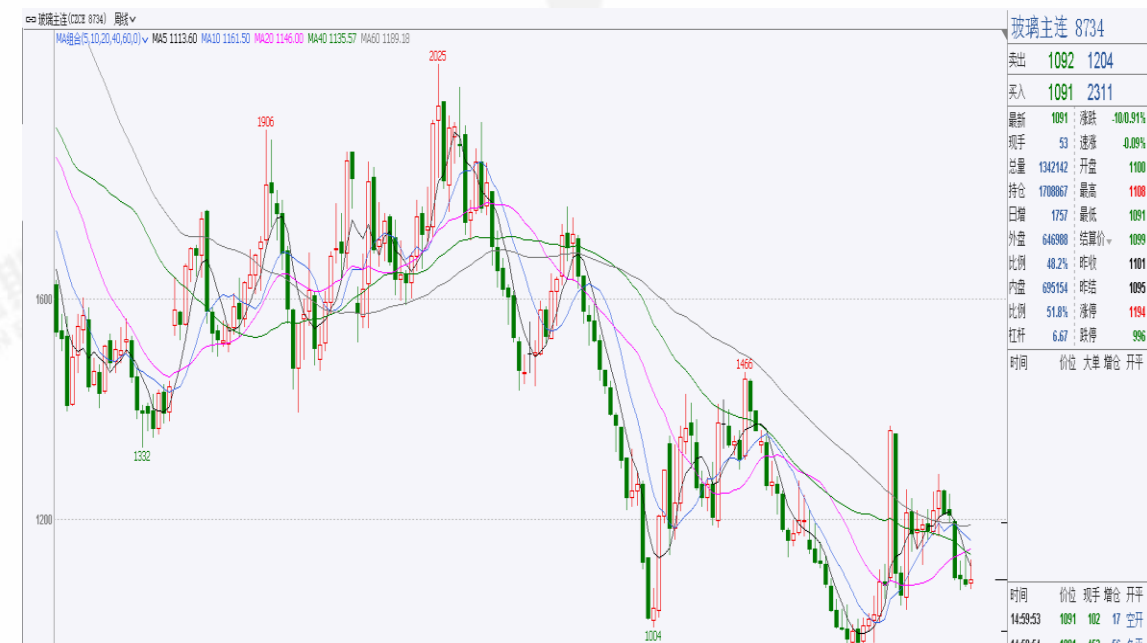 玻璃主连(CZCE 8734) 周线
MA组合(5,10,20,40,60,0) MA5 1113.60 MA10 1161.50 MA20 1146.00 MA40 1135.57 MA60 1189.18
2025
1906
1600
1466
1332
1200
1004
玻璃主连 8734
卖出 1092 1204
买入 1091 2311
最新 1091 涨跌 -10/0.91%
现手 53 速涨 -0.09%
总量 1342142 开盘 1100
持仓 1708867 最高 1108
日增 1757 最低 1091
外盘 646988 结算价 1099
比例 48.2% 昨收 1101
内盘 695154 昨结 1095
比例 51.8% 涨停 1194
杠杆 6.67 跌停 996
时间 价位 大单 增仓 开平
时间 价位 现手 增仓 开平
14:59:53 1091 102 17 空开